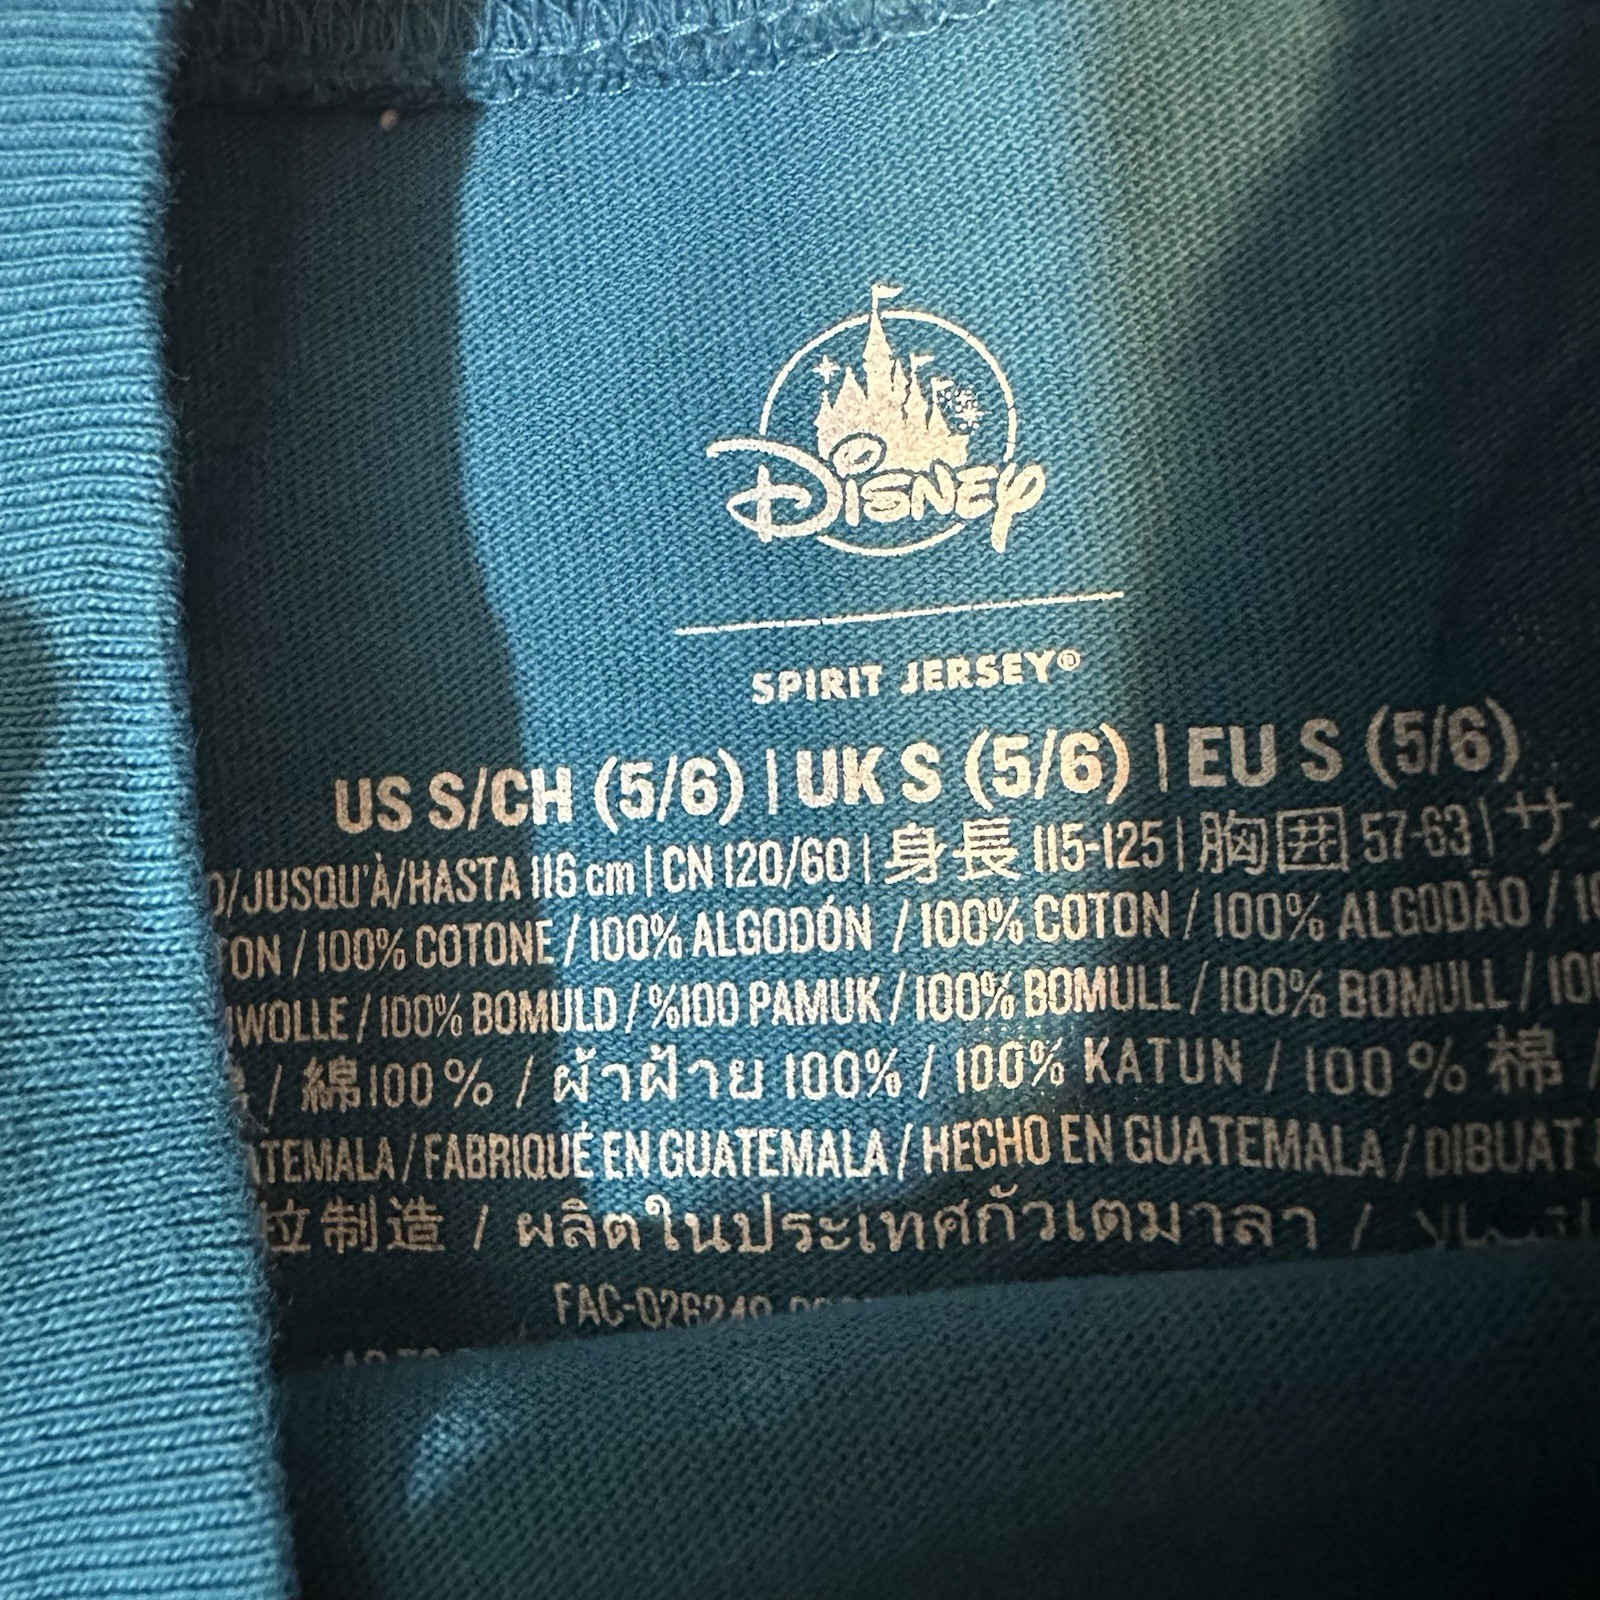 Disney
SPIRIT JERSEY®
US S/CH (5/6) | UK S (5/6) | EU S (5/6)
/JUSQU'À/HASTA 116 cm | CN 120/60 | 身長 115-125 | 胸囲 57-63 | サ
/ 100% COTONE / 100% ALGODÓN / 100% COTON / 100% ALGODÃO /
/ 100% BOMULD / %100 PAMUK / 100% BOMULL / 100% BOMULL /
/ 綿100% / ผ้าฝ้าย 100% / 100% KATUN / 100% 棉 /
/ FABRIQUÉ EN GUATEMALA / HECHO EN GUATEMALA / DIBUAT
制造 / ผลิตในประเทศกัวเตมาลา /
FAC-026240